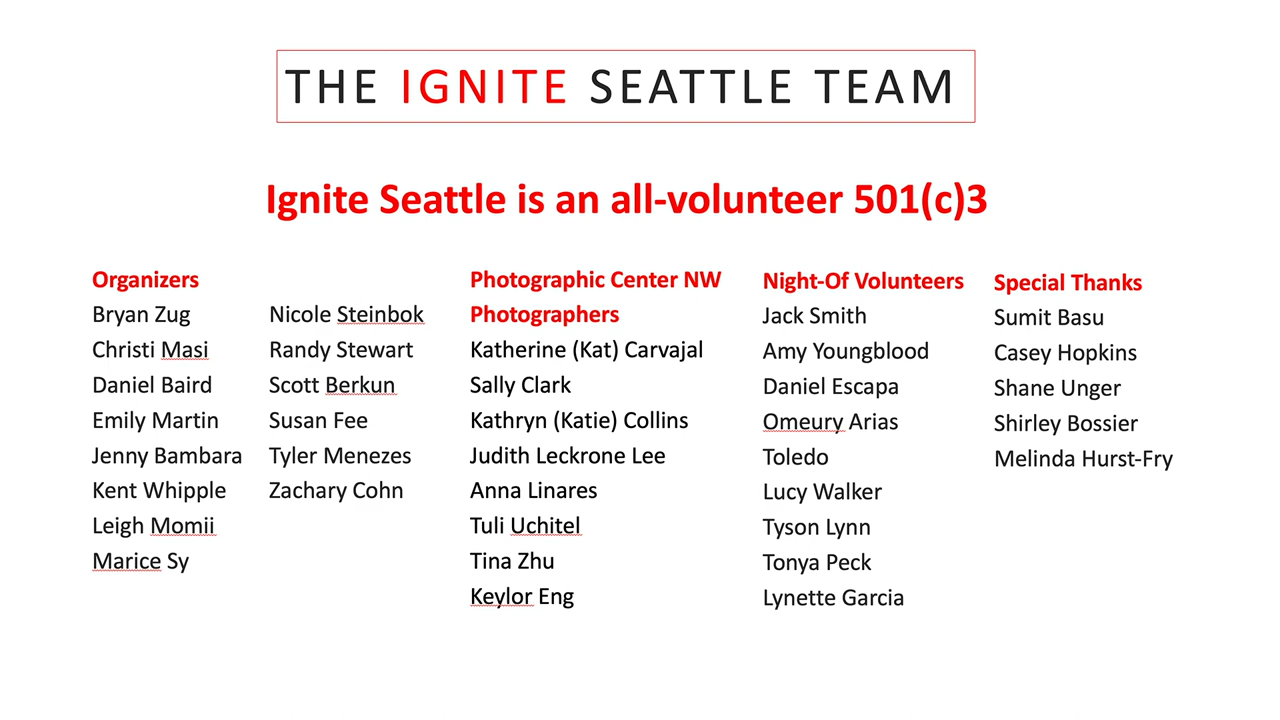 THE IGNITE SEATTLE TEAM
Ignite Seattle is an all-volunteer 501(c)3
Organizers
Bryan Zug
Christi Masi
Daniel Baird
Emily Martin
Jenny Bambara
Kent Whipple
Leigh Momii
Marice Sy
Nicole Steinbok
Randy Stewart
Scott Berkun
Susan Fee
Tyler Menezes
Zachary Cohn
Photographic Center NW
Photographers
Katherine (Kat) Carvajal
Sally Clark
Kathryn (Katie) Collins
Judith Leckrone Lee
Anna Linares
Tuli Uchitel
Tina Zhu
Keylor Eng
Night-Of Volunteers
Jack Smith
Amy Youngblood
Daniel Escapa
Omeury Arias
Toledo
Lucy Walker
Tyson Lynn
Tonya Peck
Lynette Garcia
Special Thanks
Sumit Basu
Casey Hopkins
Shane Unger
Shirley Bossier
Melinda Hurst-Fry